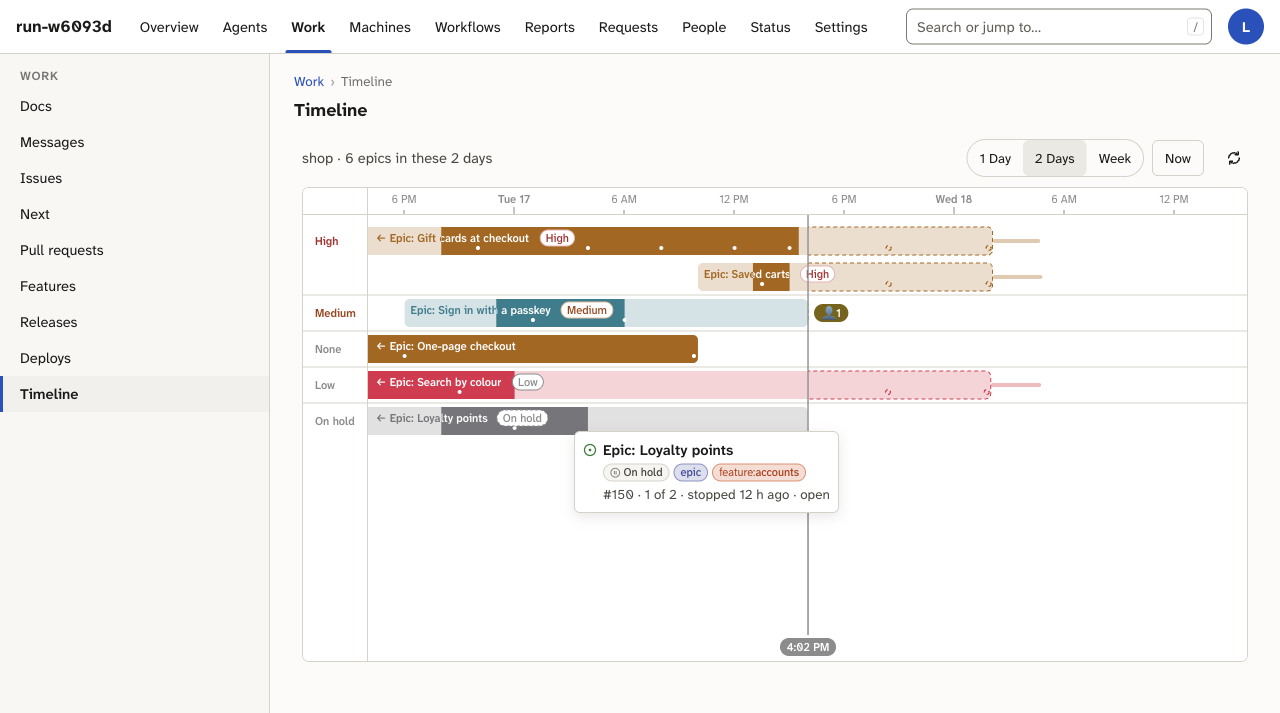 run-w6093d Overview Agents Work Machines Workflows Reports Requests People Status Settings Search or jump to... / L
WORK
Docs
Messages
Issues
Next
Pull requests
Features
Releases
Deploys
Timeline
Work › Timeline
Timeline
shop · 6 epics in these 2 days 1 Day 2 Days Week Now
6 PM Tue 17 6 AM 12 PM 6 PM Wed 18 6 AM 12 PM
High ← Epic: Gift cards at checkout High
Epic: Saved carts High
Medium Epic: Sign in with a passkey Medium 1
None ← Epic: One-page checkout
Low ← Epic: Search by colour Low
On hold ← Epic: Loyalty points On hold
Epic: Loyalty points
On hold epic feature:accounts
#150 · 1 of 2 · stopped 12 h ago · open
4:02 PM